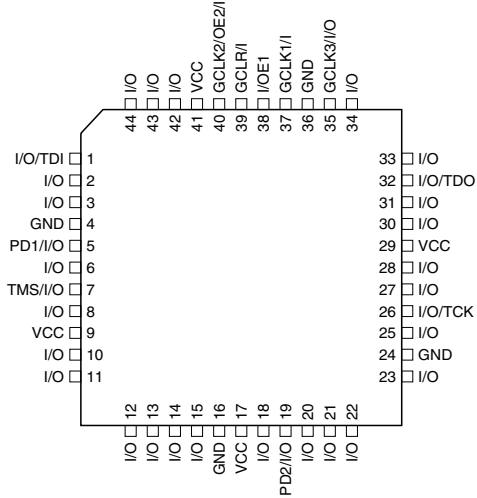 I/O I/O I/O VCC GCLK2/OE2/I GCLR/I I/OE1 GCLK1/I GND GCLK3/I/O I/O
44 43 42 41 40 39 38 37 36 35 34
I/O/TDI 1 33 I/O
I/O 2 32 I/O/TDO
I/O 3 31 I/O
GND 4 30 I/O
PD1/I/O 5 29 VCC
I/O 6 28 I/O
TMS/I/O 7 27 I/O
I/O 8 26 I/O/TCK
VCC 9 25 I/O
I/O 10 24 GND
I/O 11 23 I/O
12 13 14 15 16 17 18 19 20 21 22
I/O I/O I/O I/O GND VCC I/O PD2/I/O I/O I/O I/O